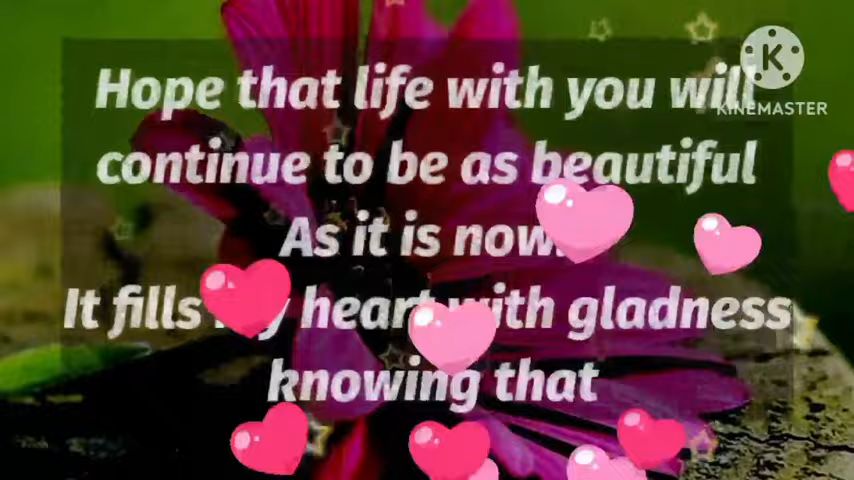 Hope that life with you will
continue to be as beautiful
As it is now.
It fills my heart with gladness
knowing that
K
KINEMASTER